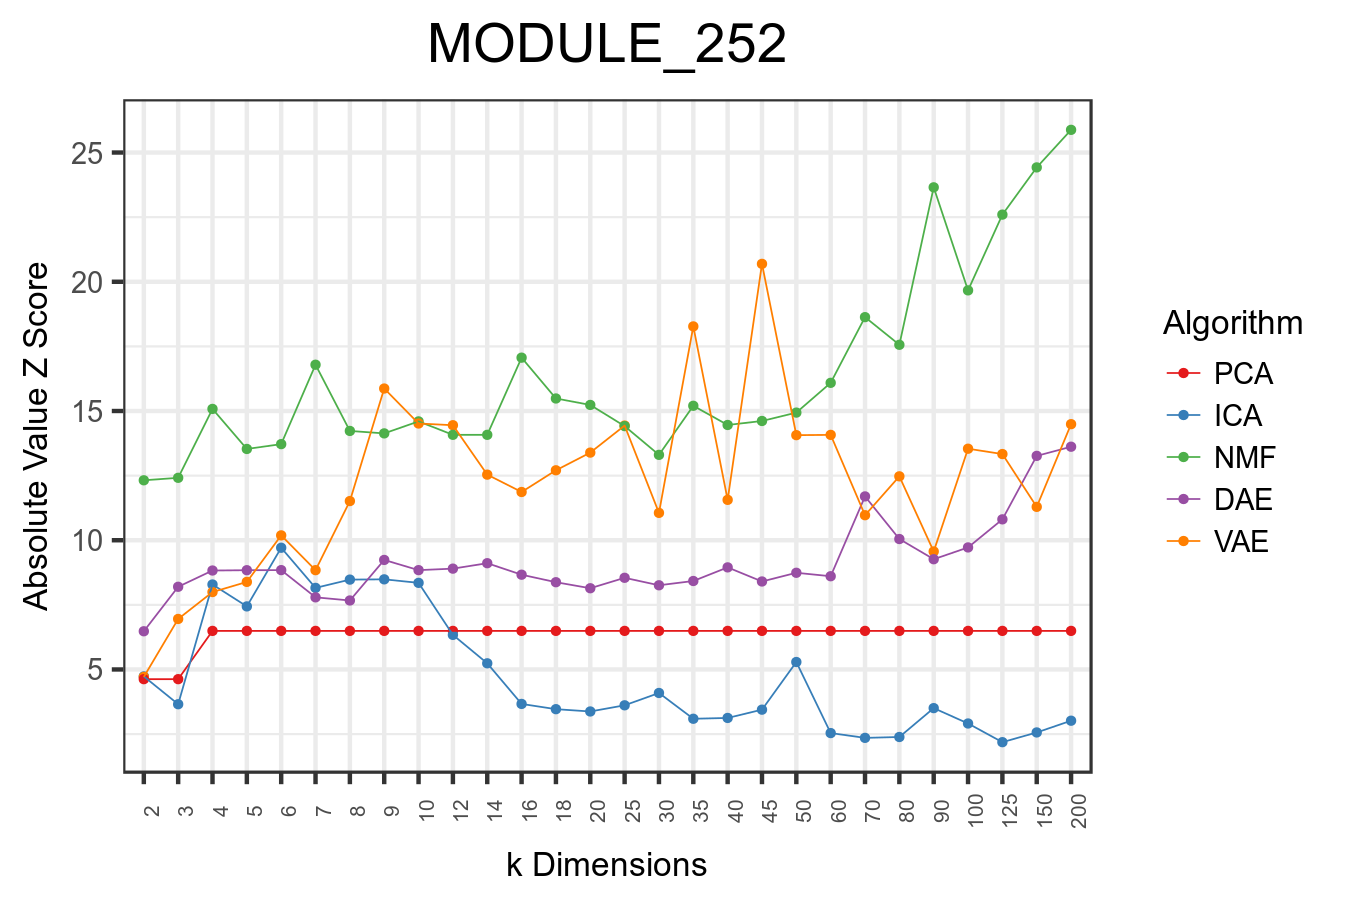 MODULE_252
Absolute Value Z Score
25
20
15
10
5
2 3 4 5 6 7 8 9 10 12 14 16 18 20 25 30 35 40 45 50 60 70 80 90 100 125 150 200
k Dimensions
Algorithm
PCA
ICA
NMF
DAE
VAE